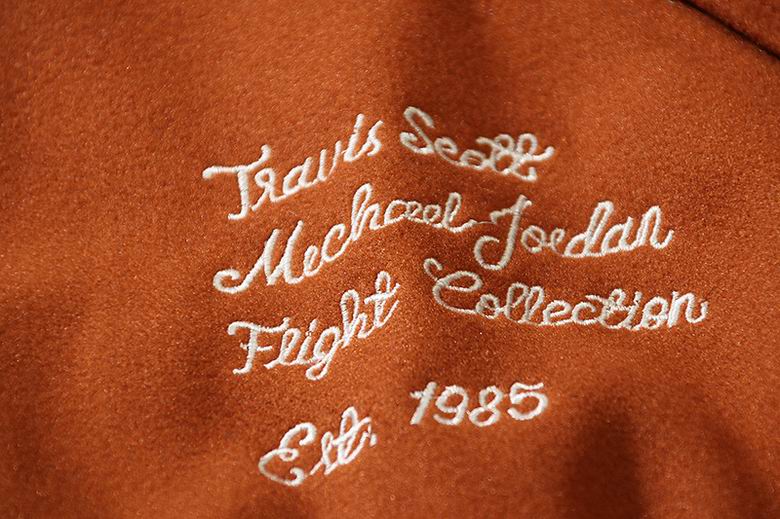 Travis Scott
Michael Jordan
Flight Collection
Est. 1985